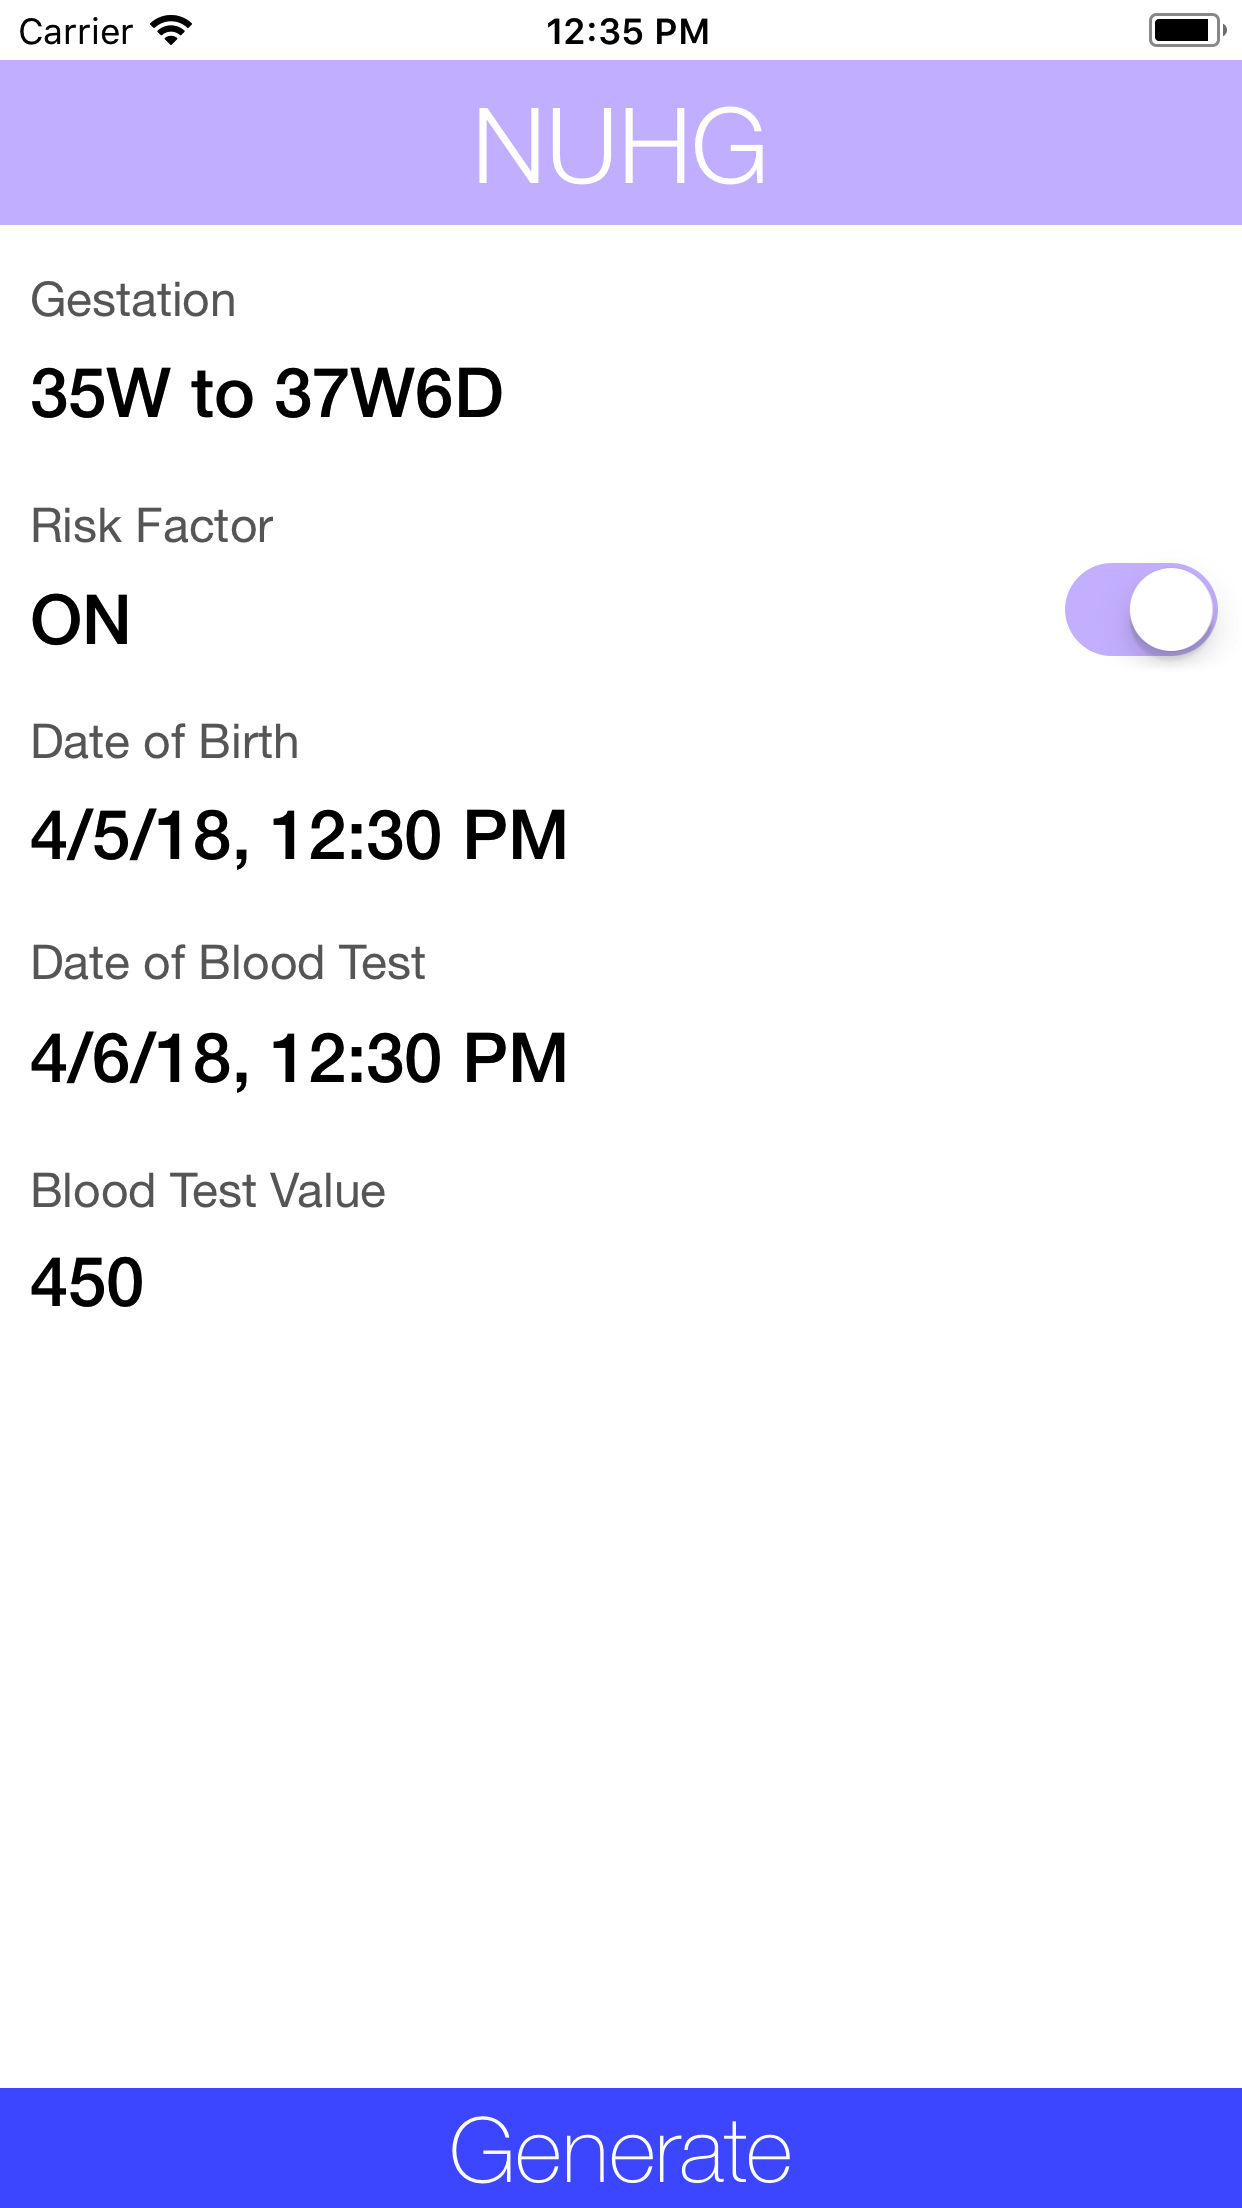 Carrier 12:35 PM
NUHG
Gestation
35W to 37W6D
Risk Factor
ON
Date of Birth
4/5/18, 12:30 PM
Date of Blood Test
4/6/18, 12:30 PM
Blood Test Value
450
Generate